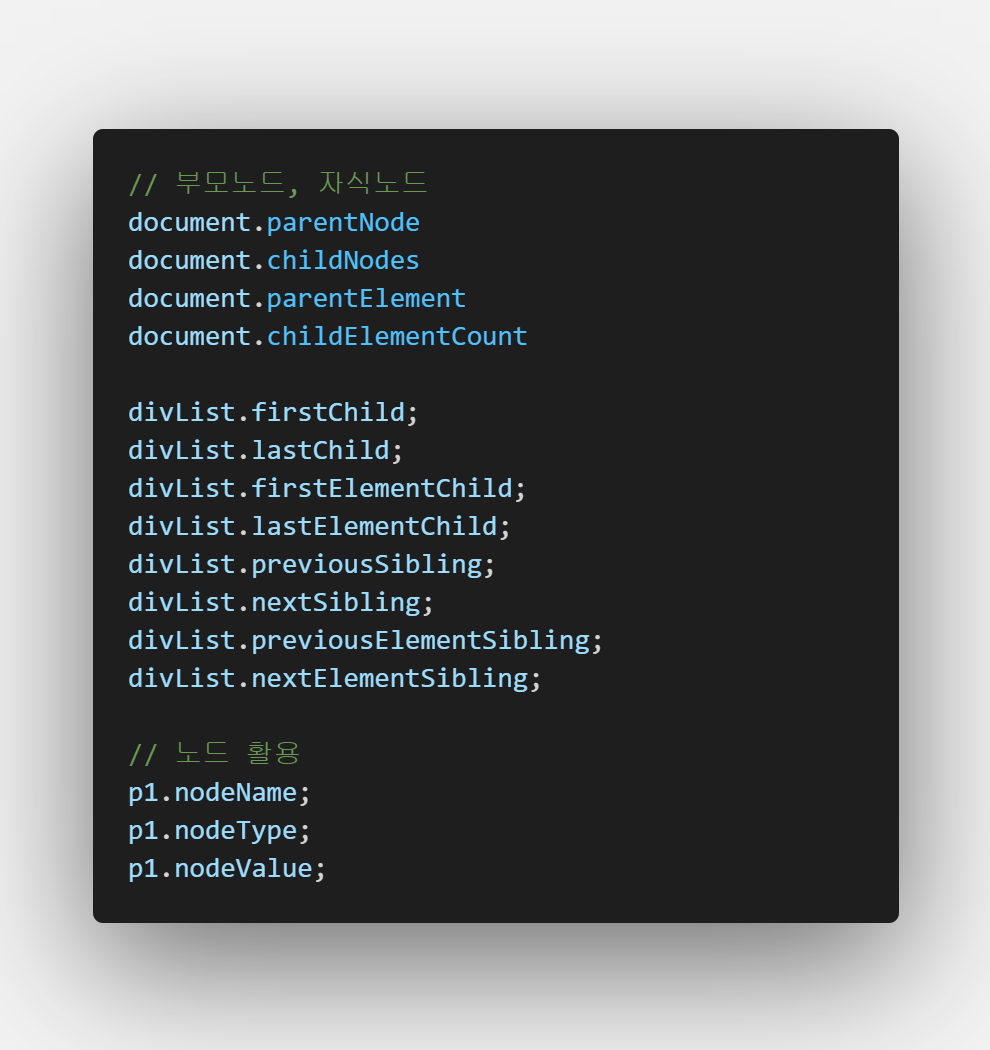 // 부모노드, 자식노드
document.parentNode
document.childNodes
document.parentElement
document.childElementCount
divList.firstChild;
divList.lastChild;
divList.firstElementChild;
divList.lastElementChild;
divList.previousSibling;
divList.nextSibling;
divList.previousElementSibling;
divList.nextElementSibling;
// 노드 활용
p1.nodeName;
p1.nodeType;
p1.nodeValue;